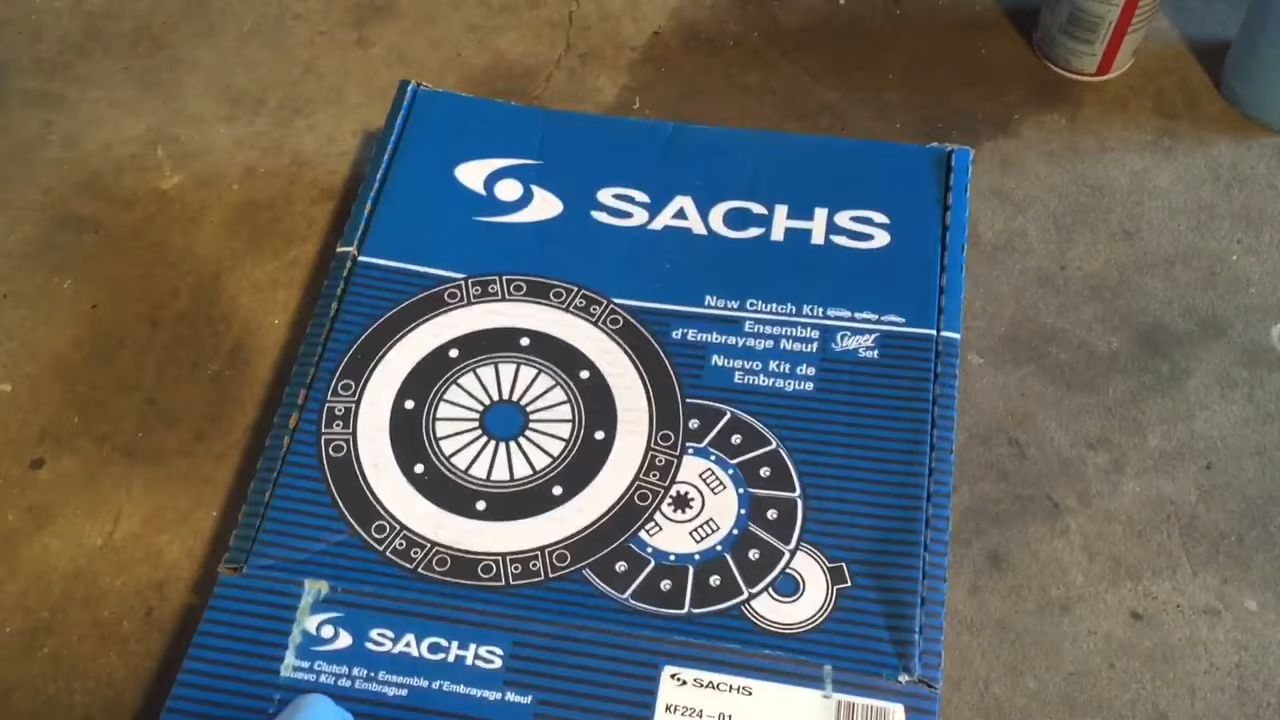 SACHS
New Clutch Kit
Ensemble
d'Embrayage Neuf
Super
Set
Nuevo Kit de
Embrague
SACHS
New Clutch Kit • Ensemble d'Embrayage Neuf
Nuevo Kit de Embrague
SACHS
KF224-01